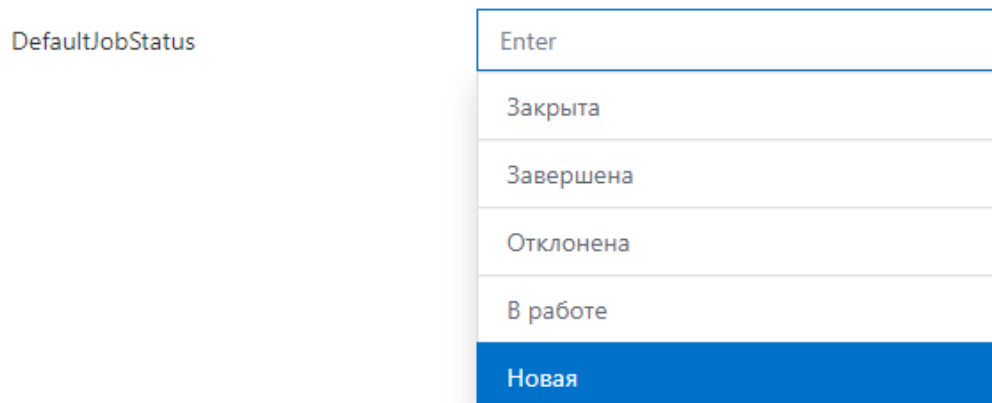 DefaultJobStatus
Enter
Закрыта
Завершена
Отклонена
В работе
Новая